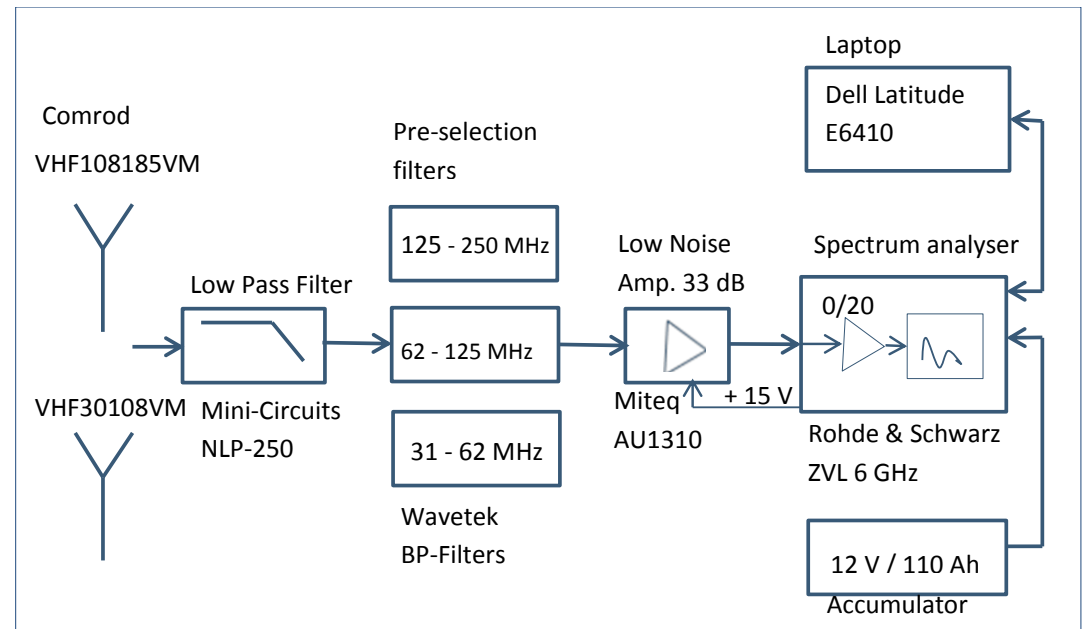 Comrod
VHF108185VM
VHF30108VM
Low Pass Filter
Mini-Circuits
NLP-250
Pre-selection
filters
125 - 250 MHz
62 - 125 MHz
31 - 62 MHz
Wavetek
BP-Filters
Low Noise
Amp. 33 dB
Miteq
AU1310
+ 15 V
Laptop
Dell Latitude
E6410
Spectrum analyser
0/20
Rohde & Schwarz
ZVL 6 GHz
12 V / 110 Ah
Accumulator